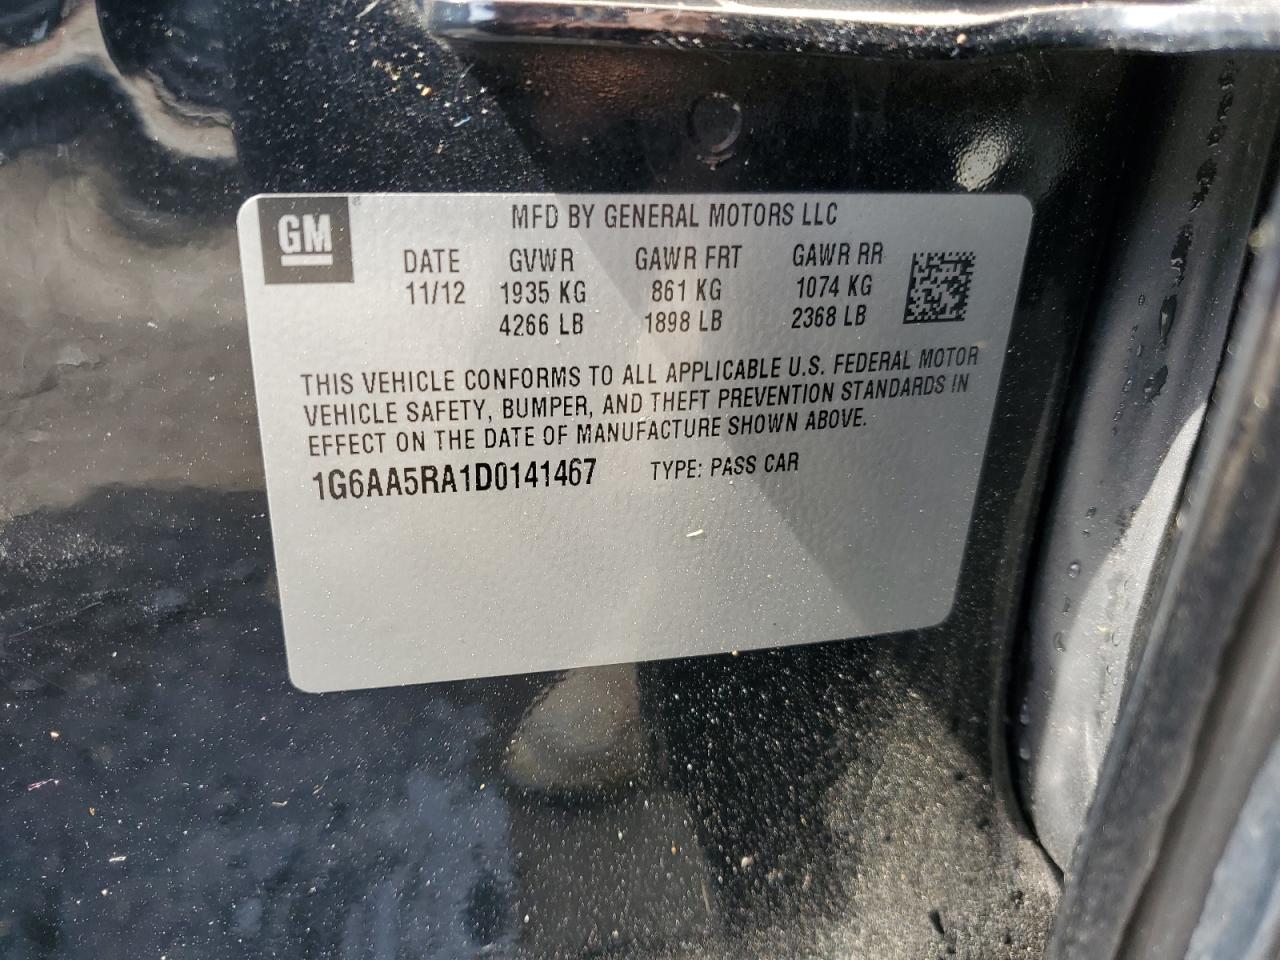 GM
MFD BY GENERAL MOTORS LLC
DATE GVWR GAWR FRT GAWR RR
11/12 1935 KG 861 KG 1074 KG
4266 LB 1898 LB 2368 LB
THIS VEHICLE CONFORMS TO ALL APPLICABLE U.S. FEDERAL MOTOR
VEHICLE SAFETY, BUMPER, AND THEFT PREVENTION STANDARDS IN
EFFECT ON THE DATE OF MANUFACTURE SHOWN ABOVE.
1G6AA5RA1D0141467 TYPE: PASS CAR